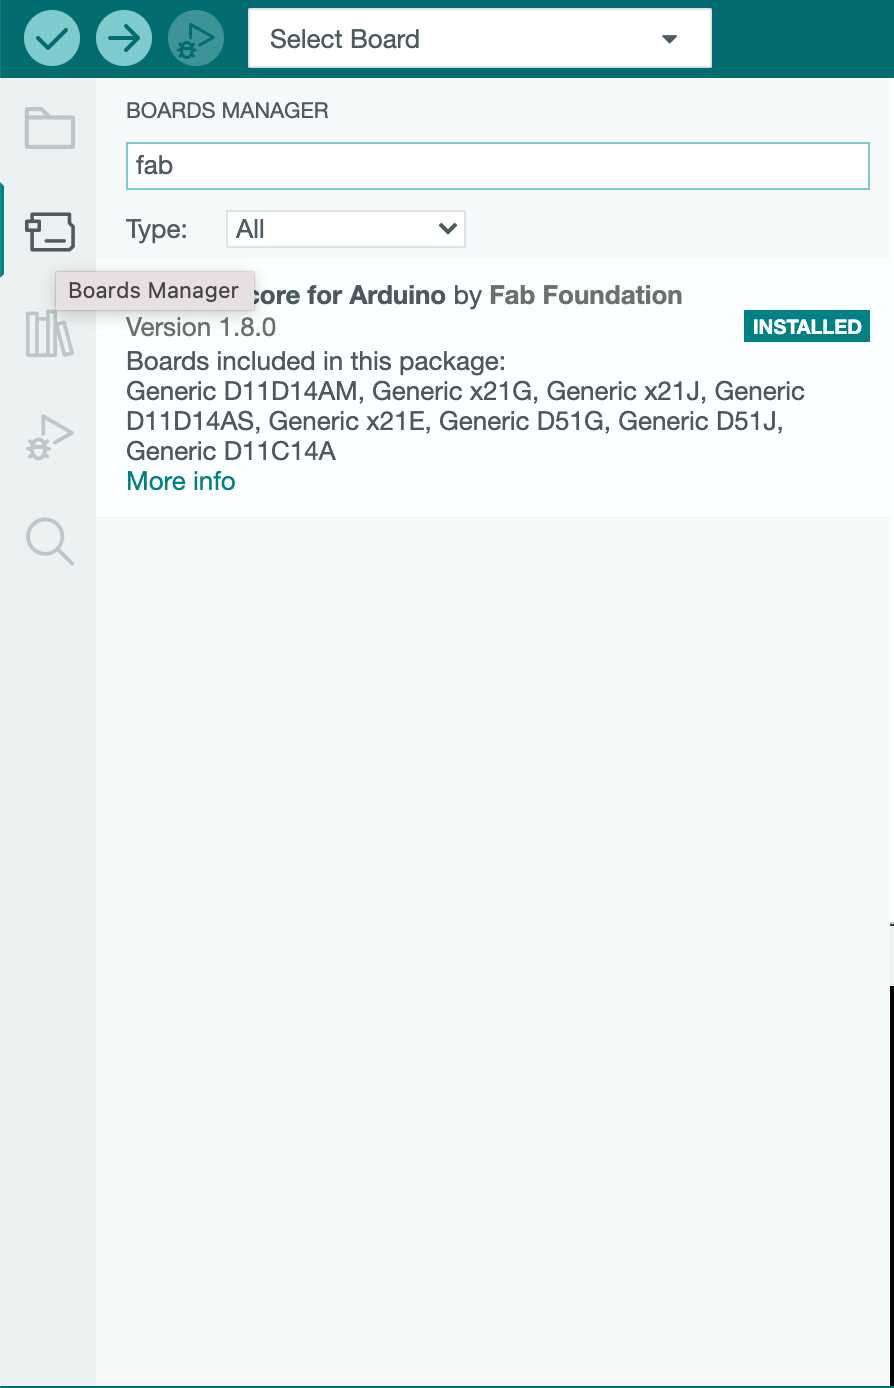 Select Board
BOARDS MANAGER
fab
Type: All
Boards Manager
core for Arduino by Fab Foundation
Version 1.8.0
INSTALLED
Boards included in this package:
Generic D11D14AM, Generic x21G, Generic x21J, Generic
D11D14AS, Generic x21E, Generic D51G, Generic D51J,
Generic D11C14A
More info